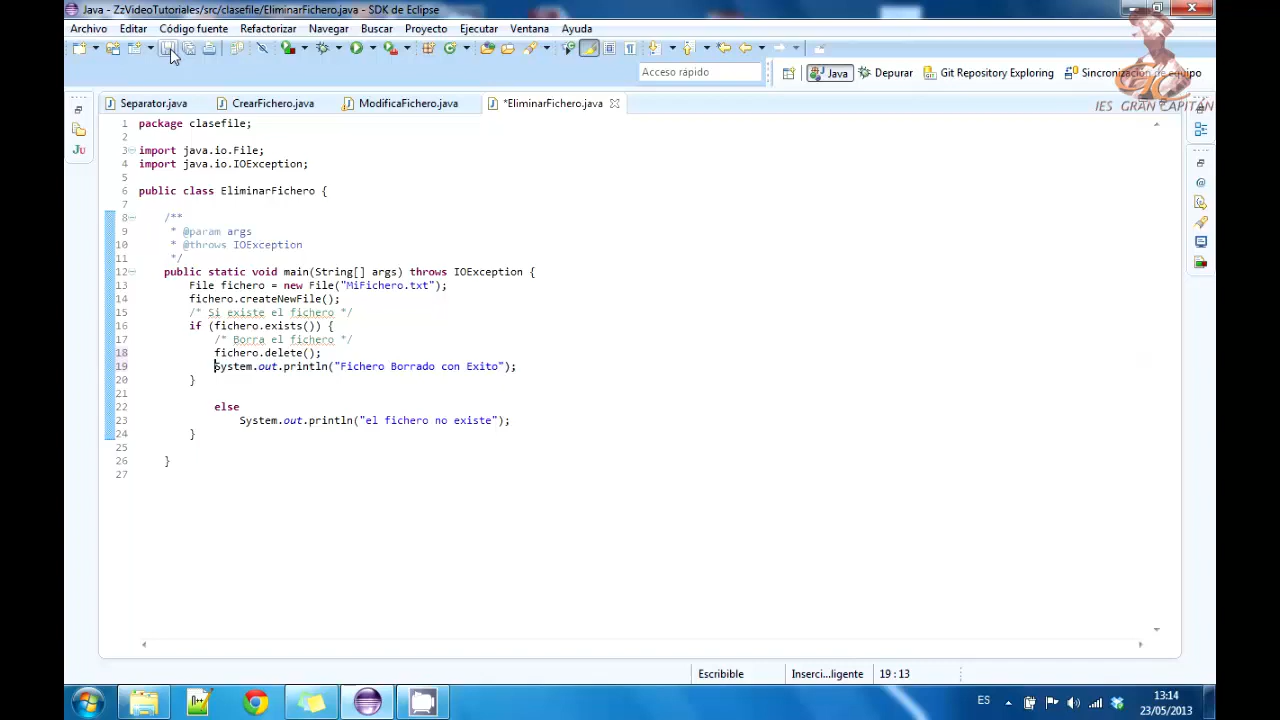 Java - ZzVideoTutoriales/src/clasefile/EliminarFichero.java - SDK de Eclipse
Archivo Editar Código fuente Refactorizar Navegar Buscar Proyecto Ejecutar Ventana Ayuda
Acceso rápido
Java Depurar Git Repository Exploring Sincronización de equipo
IES GRAN CAPITÁN
Separator.java CrearFichero.java ModificaFichero.java *EliminarFichero.java
1 package clasefile;
2
3 import java.io.File;
4 import java.io.IOException;
5
6 public class EliminarFichero {
7
8 /**
9 * @param args
10 * @throws IOException
11 */
12 public static void main(String[] args) throws IOException {
13 File fichero = new File("MiFichero.txt");
14 fichero.createNewFile();
15 /* Si existe el fichero */
16 if (fichero.exists()) {
17 /* Borra el fichero */
18 fichero.delete();
19 System.out.println("Fichero Borrado con Exito");
20 }
21
22 else
23 System.out.println("el fichero no existe");
24 }
25
26 }
27
Escribible Inserci...ligente 19 : 13
ES 13:14
23/05/2013